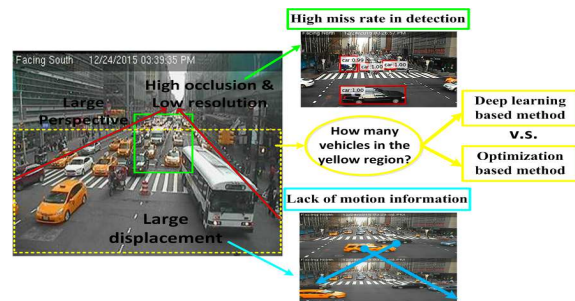 High miss rate in detection
Facing South 12/24/2015 03:39:35 PM
High occlusion &
Low resolution
Large
Perspective
car 0.99
car 1.00
car 1.00
car 1.00
How many
vehicles in the
yellow region?
Deep learning
based method
v.s.
Optimization
based method
Large
displacement
Lack of motion information